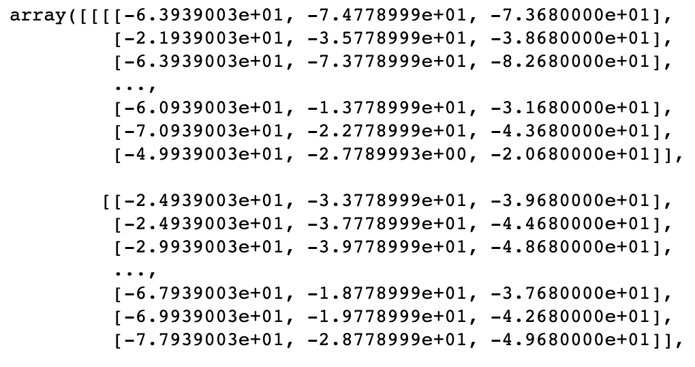 array([[[[-6.3939003e+01, -7.4778999e+01, -7.3680000e+01],
[-2.1939003e+01, -3.5778999e+01, -3.8680000e+01],
[-6.3939003e+01, -7.3778999e+01, -8.2680000e+01],
...,
[-6.0939003e+01, -1.3778999e+01, -3.1680000e+01],
[-7.0939003e+01, -2.2778999e+01, -4.3680000e+01],
[-4.9939003e+01, -2.7789993e+00, -2.0680000e+01]],
[[-2.4939003e+01, -3.3778999e+01, -3.9680000e+01],
[-2.4939003e+01, -3.7778999e+01, -4.4680000e+01],
[-2.9939003e+01, -3.9778999e+01, -4.8680000e+01],
...,
[-6.7939003e+01, -1.8778999e+01, -3.7680000e+01],
[-6.9939003e+01, -1.9778999e+01, -4.2680000e+01],
[-7.7939003e+01, -2.8778999e+01, -4.9680000e+01]],